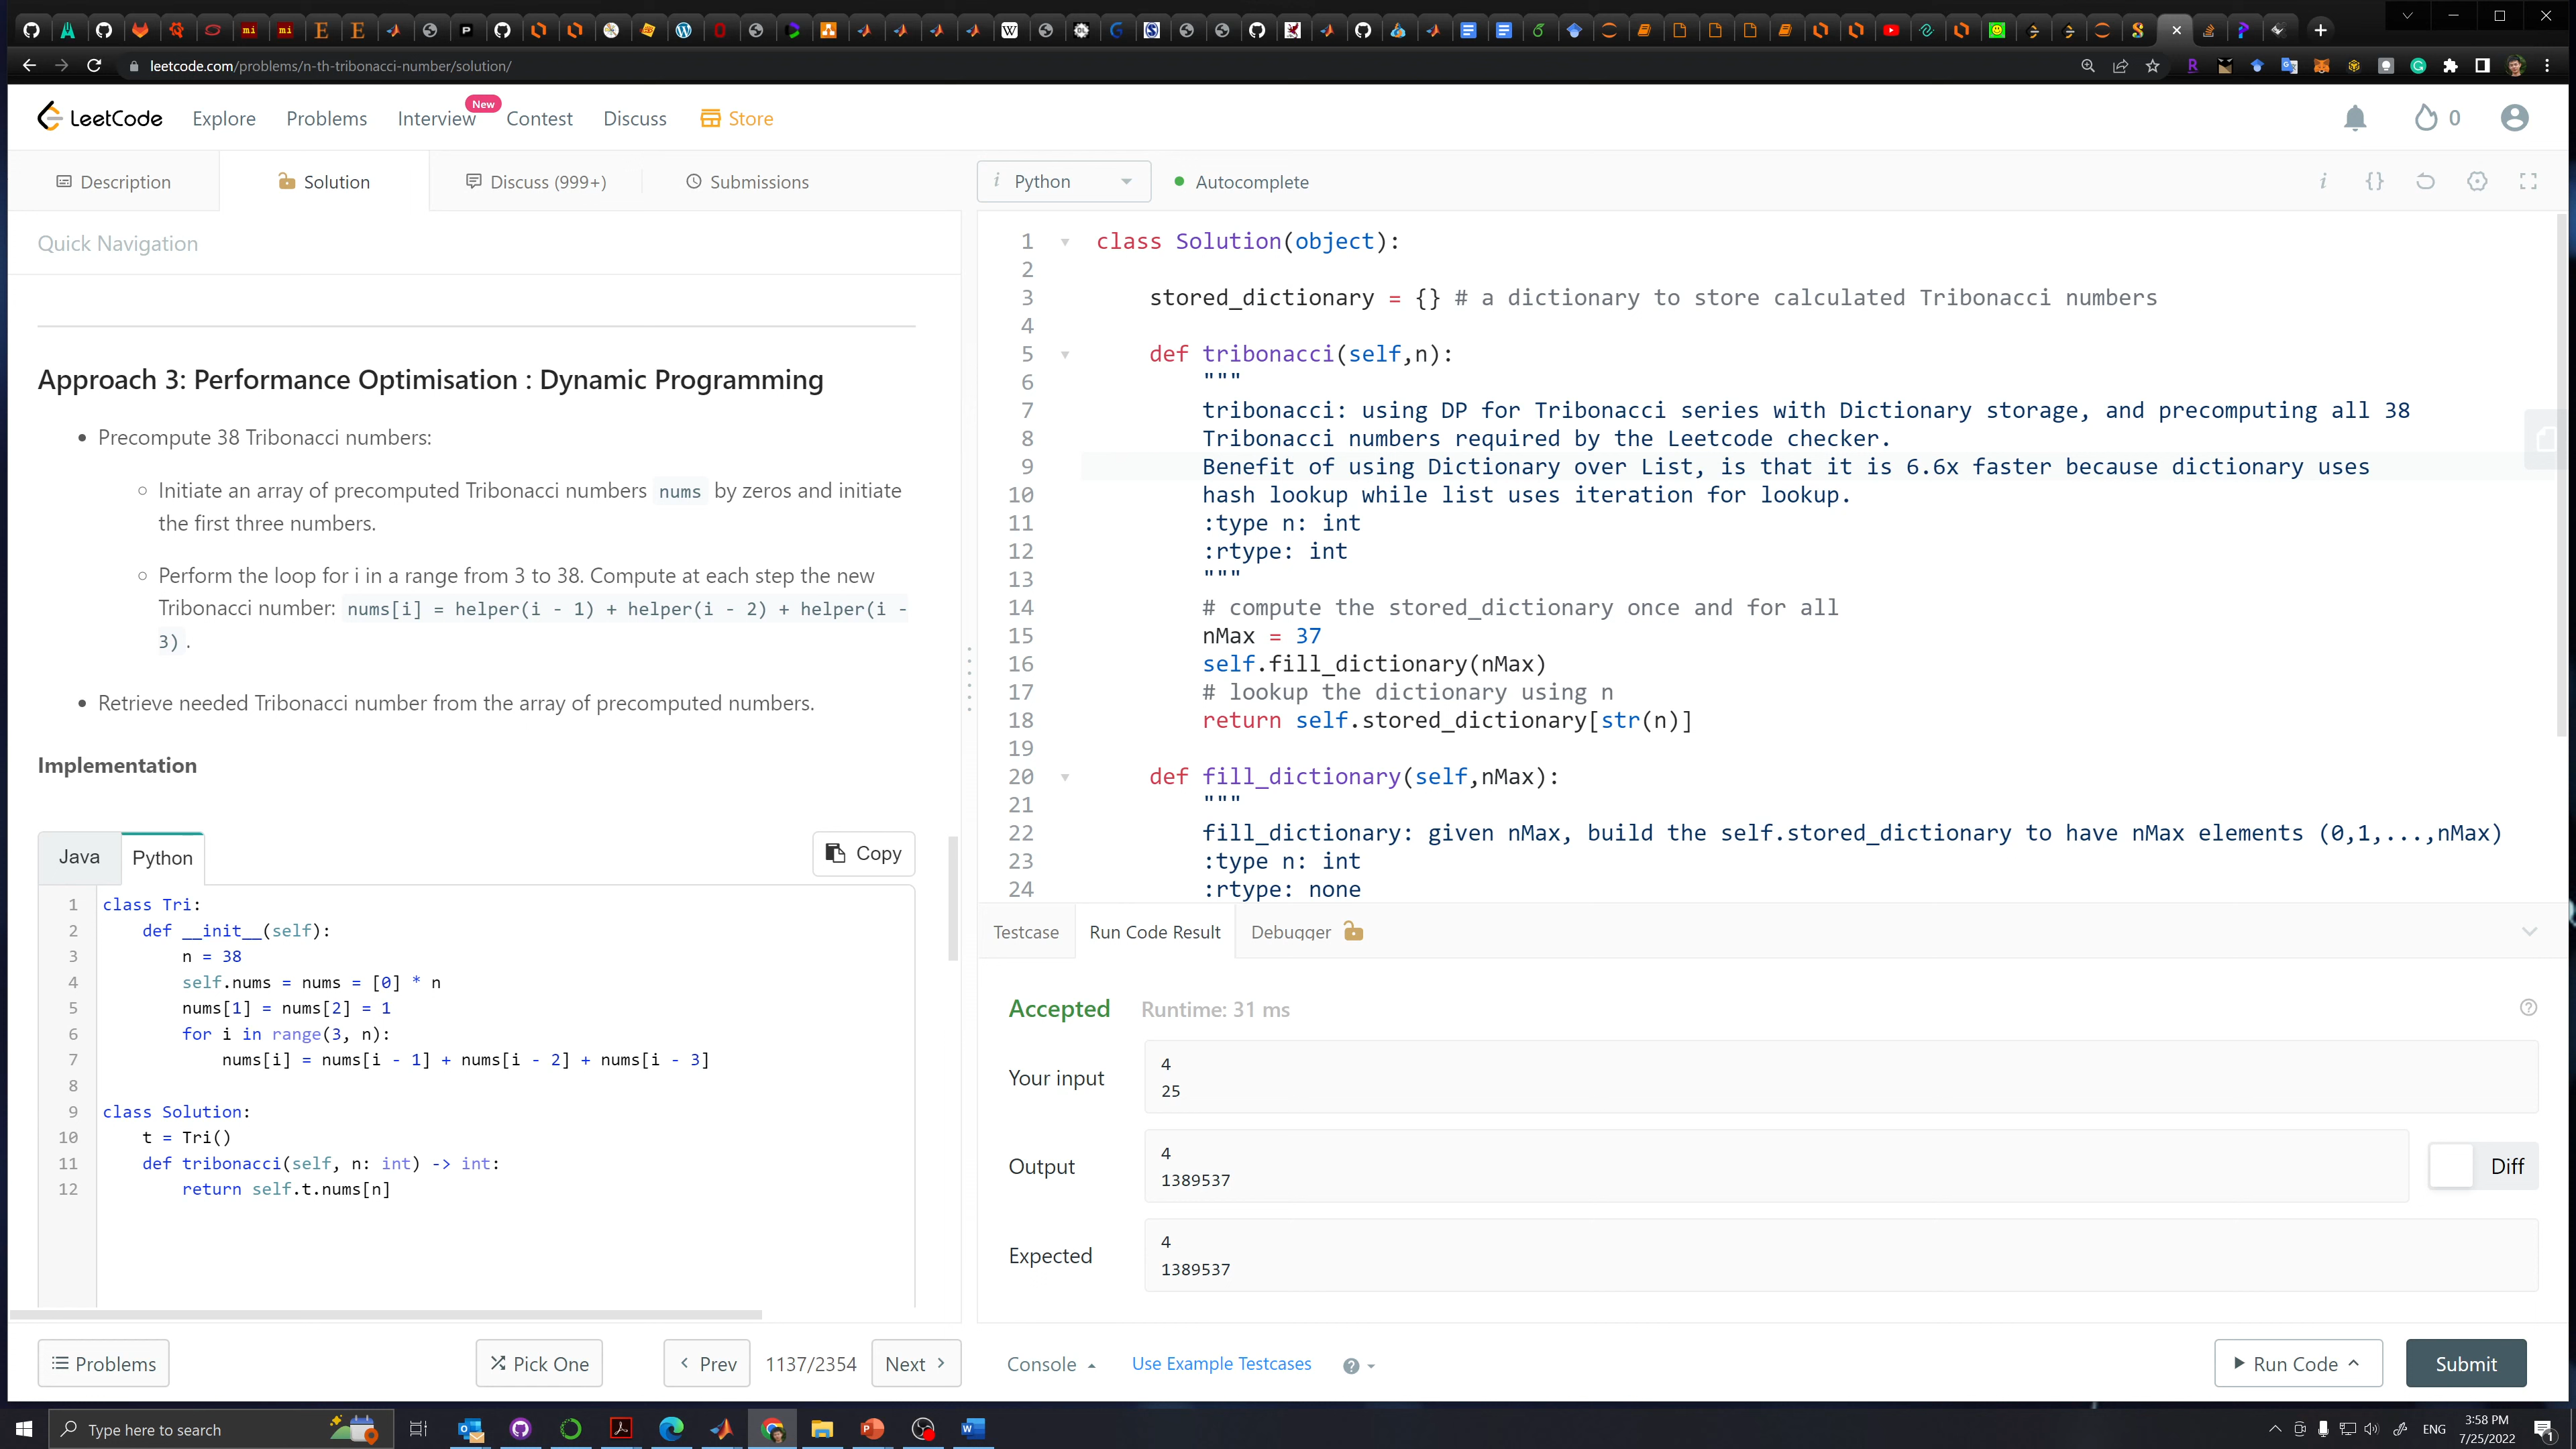 leetcode.com/problems/n-th-tribonacci-number/solution/
LeetCode
Explore
Problems
Interview
New
Contest
Discuss
Store
0
Description
Solution
Discuss (999+)
Submissions
Python
Autocomplete
Quick Navigation
Approach 3: Performance Optimisation : Dynamic Programming
Precompute 38 Tribonacci numbers:
Initiate an array of precomputed Tribonacci numbers nums by zeros and initiate
the first three numbers.
Perform the loop for i in a range from 3 to 38. Compute at each step the new
Tribonacci number: nums[i] = helper(i - 1) + helper(i - 2) + helper(i -
3).
Retrieve needed Tribonacci number from the array of precomputed numbers.
Implementation
Java
Python
Copy
1 class Tri:
2 def __init__(self):
3 n = 38
4 self.nums = nums = [0] * n
5 nums[1] = nums[2] = 1
6 for i in range(3, n):
7 nums[i] = nums[i - 1] + nums[i - 2] + nums[i - 3]
8
9 class Solution:
10 t = Tri()
11 def tribonacci(self, n: int) -> int:
12 return self.t.nums[n]
1 class Solution(object):
2
3 stored_dictionary = {} # a dictionary to store calculated Tribonacci numbers
4
5 def tribonacci(self,n):
6 """
7 tribonacci: using DP for Tribonacci series with Dictionary storage, and precomputing all 38
8 Tribonacci numbers required by the Leetcode checker.
9 Benefit of using Dictionary over List, is that it is 6.6x faster because dictionary uses
10 hash lookup while list uses iteration for lookup.
11 :type n: int
12 :rtype: int
13 """
14 # compute the stored_dictionary once and for all
15 nMax = 37
16 self.fill_dictionary(nMax)
17 # lookup the dictionary using n
18 return self.stored_dictionary[str(n)]
19
20 def fill_dictionary(self,nMax):
21 """
22 fill_dictionary: given nMax, build the self.stored_dictionary to have nMax elements (0,1,...,nMax)
23 :type n: int
24 :rtype: none
Testcase
Run Code Result
Debugger
Accepted
Runtime: 31 ms
Your input
4
25
Output
4
1389537
Diff
Expected
4
1389537
Problems
Pick One
Prev
1137/2354
Next
Console
Use Example Testcases
Run Code
Submit
Type here to search
ENG
3:58 PM
7/25/2022
1